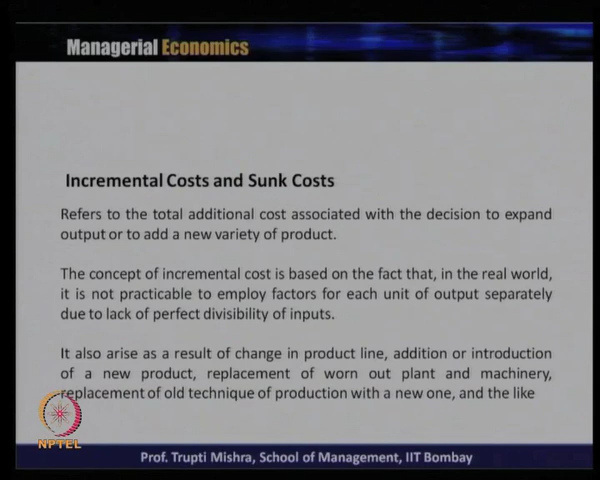 Managerial Economics
Incremental Costs and Sunk Costs
Refers to the total additional cost associated with the decision to expand
output or to add a new variety of product.
The concept of incremental cost is based on the fact that, in the real world,
it is not practicable to employ factors for each unit of output separately
due to lack of perfect divisibility of inputs.
It also arise as a result of change in product line, addition or introduction
of a new product, replacement of worn out plant and machinery,
replacement of old technique of production with a new one, and the like
NPTEL
Prof. Trupti Mishra, School of Management, IIT Bombay